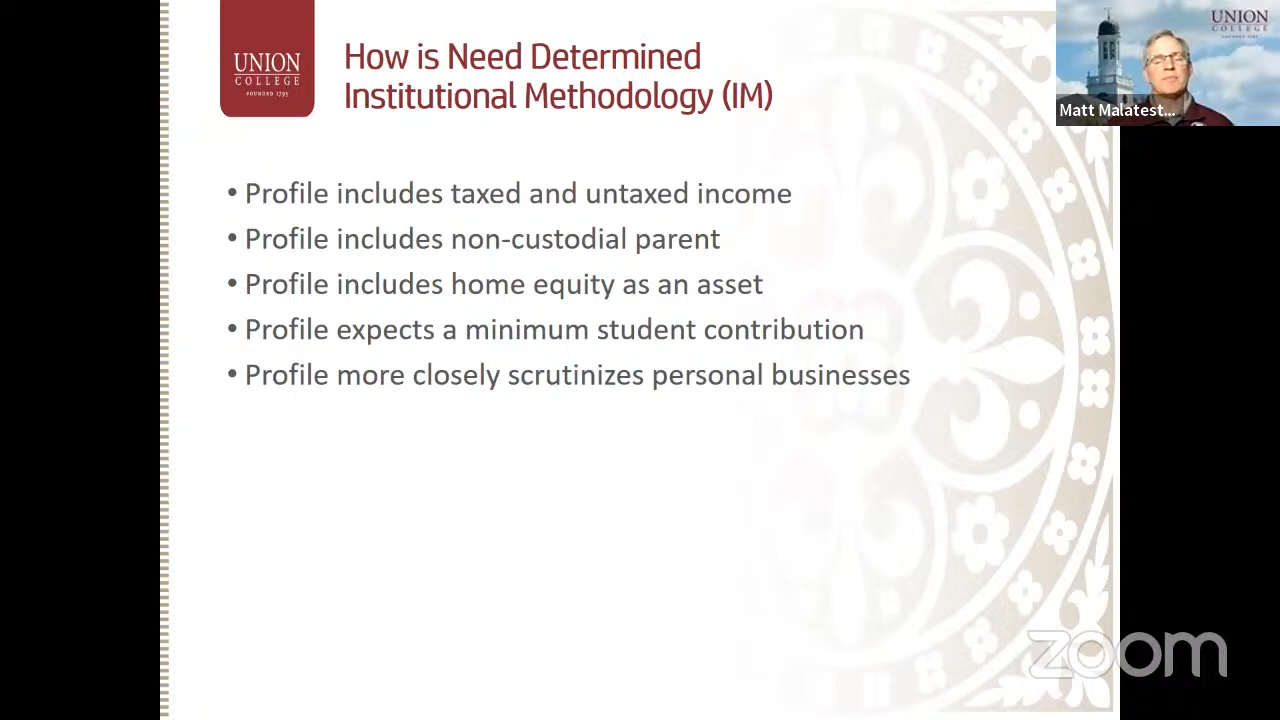 UNION
COLLEGE
FOUNDED 1795
How is Need Determined
Institutional Methodology (IM)
• Profile includes taxed and untaxed income
• Profile includes non-custodial parent
• Profile includes home equity as an asset
• Profile expects a minimum student contribution
• Profile more closely scrutinizes personal businesses
UNION
COLLEGE
Matt Malatest...
zoom